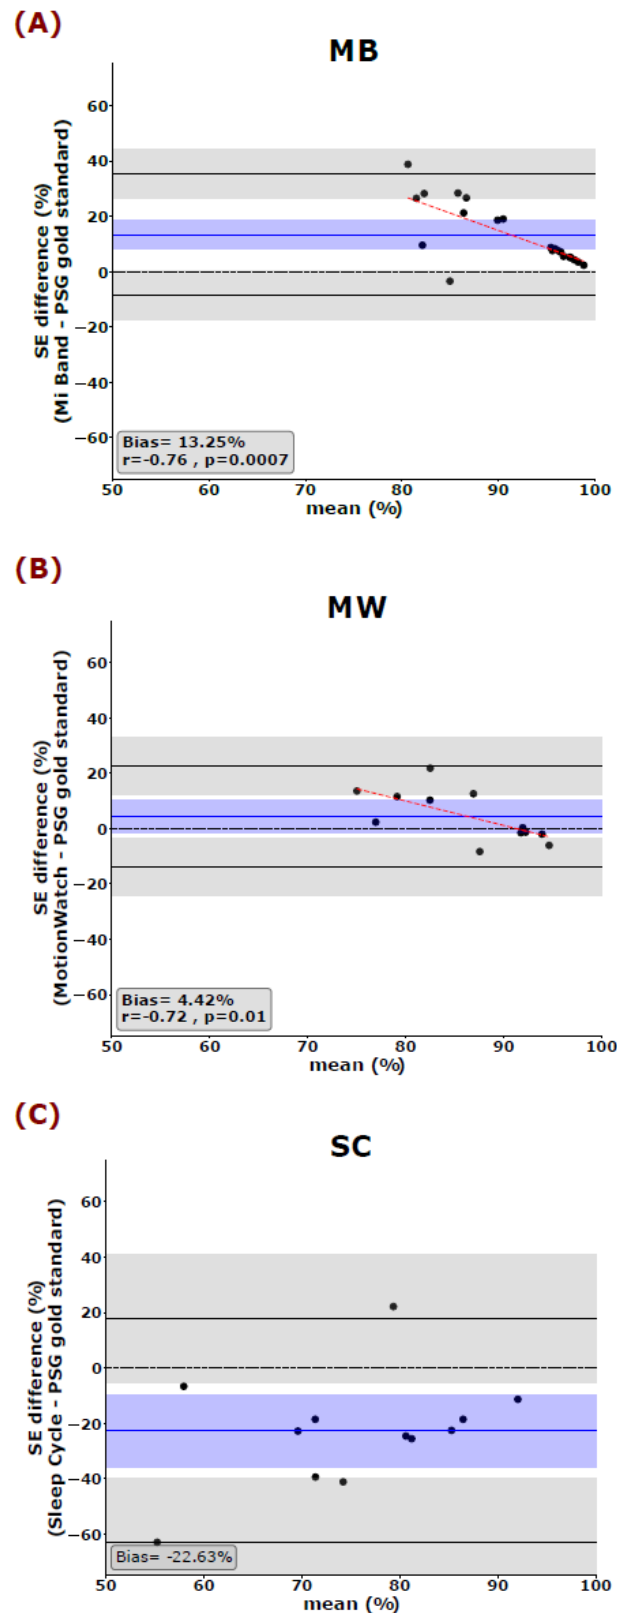 (A)
MB
SE difference (%)
(Mi Band - PSG gold standard)
60
40
20
0
−20
−40
−60
Bias= 13.25%
r=-0.76 , p=0.0007
50
60
70
80
90
100
mean (%)
(B)
MW
SE difference (%)
(MotionWatch - PSG gold standard)
60
40
20
0
−20
−40
−60
Bias= 4.42%
r=-0.72 , p=0.01
50
60
70
80
90
100
mean (%)
(C)
SC
SE difference (%)
(Sleep Cycle - PSG gold standard)
60
40
20
0
−20
−40
−60
Bias= -22.63%
50
60
70
80
90
100
mean (%)